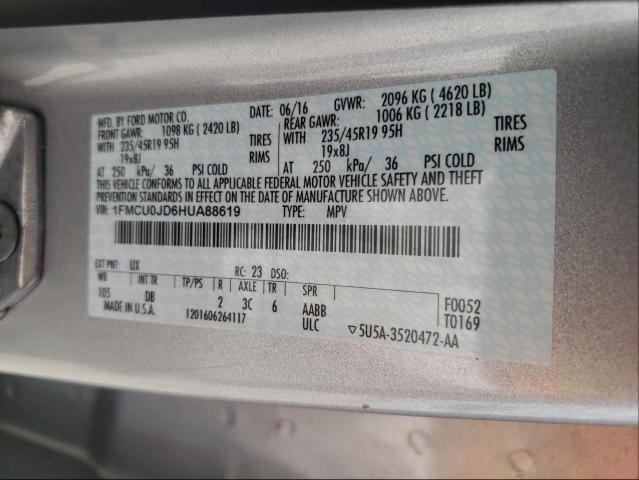 MFD. BY FORD MOTOR CO.
DATE: 06/16 GVWR: 2096 KG ( 4620 LB)
FRONT GAWR: 1098 KG ( 2420 LB)
REAR GAWR: 1006 KG ( 2218 LB)
WITH 235/45R19 95H TIRES
WITH 235/45R19 95H TIRES
19x8J RIMS
19x8J RIMS
AT 250 kPa/ 36 PSI COLD
AT 250 kPa/ 36 PSI COLD
THIS VEHICLE CONFORMS TO ALL APPLICABLE FEDERAL MOTOR VEHICLE SAFETY AND THEFT
PREVENTION STANDARDS IN EFFECT ON THE DATE OF MANUFACTURE SHOWN ABOVE.
VIN: 1FMCU0JD6HUA88619 TYPE: MPV
EXT PNT: UX RC: 23 DSO:
WB INT TR TP/PS R AXLE TR SPR
105 DB 2 3C 6 AABB F0052
MADE IN U.S.A. 1201606264117 ULC T0169
▽5U5A-3520472-AA